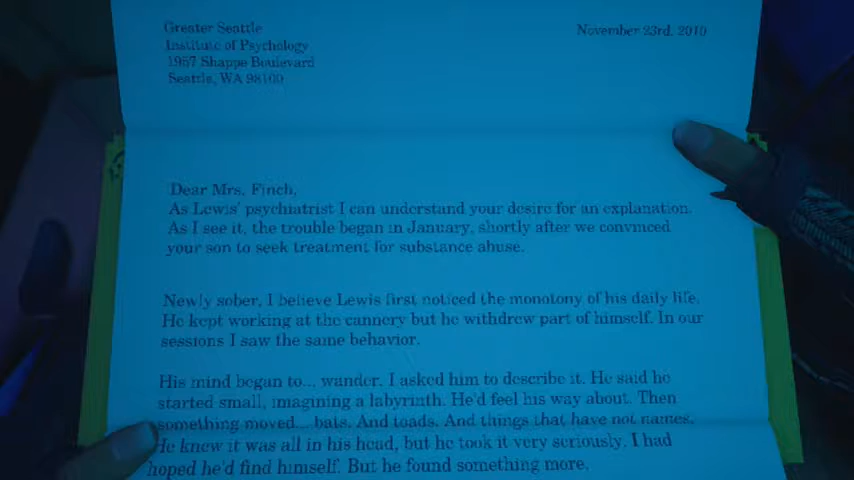 Greater Seattle
Institute of Psychology
1957 Shappe Boulevard
Seattle, WA 98109
November 23rd, 2010
Dear Mrs. Finch,
As Lewis' psychiatrist I can understand your desire for an explanation.
As I see it, the trouble began in January, shortly after we convinced
your son to seek treatment for substance abuse.
Newly sober, I believe Lewis first noticed the monotony of his daily life.
He kept working at the cannery but he withdrew part of himself. In our
sessions I saw the same behavior.
His mind began to... wander. I asked him to describe it. He said he
started small, imagining a labyrinth. He'd feel his way about. Then
something moved... bats. And toads. And things that have not names.
He knew it was all in his head, but he took it very seriously. I had
hoped he'd find himself. But he found something more.